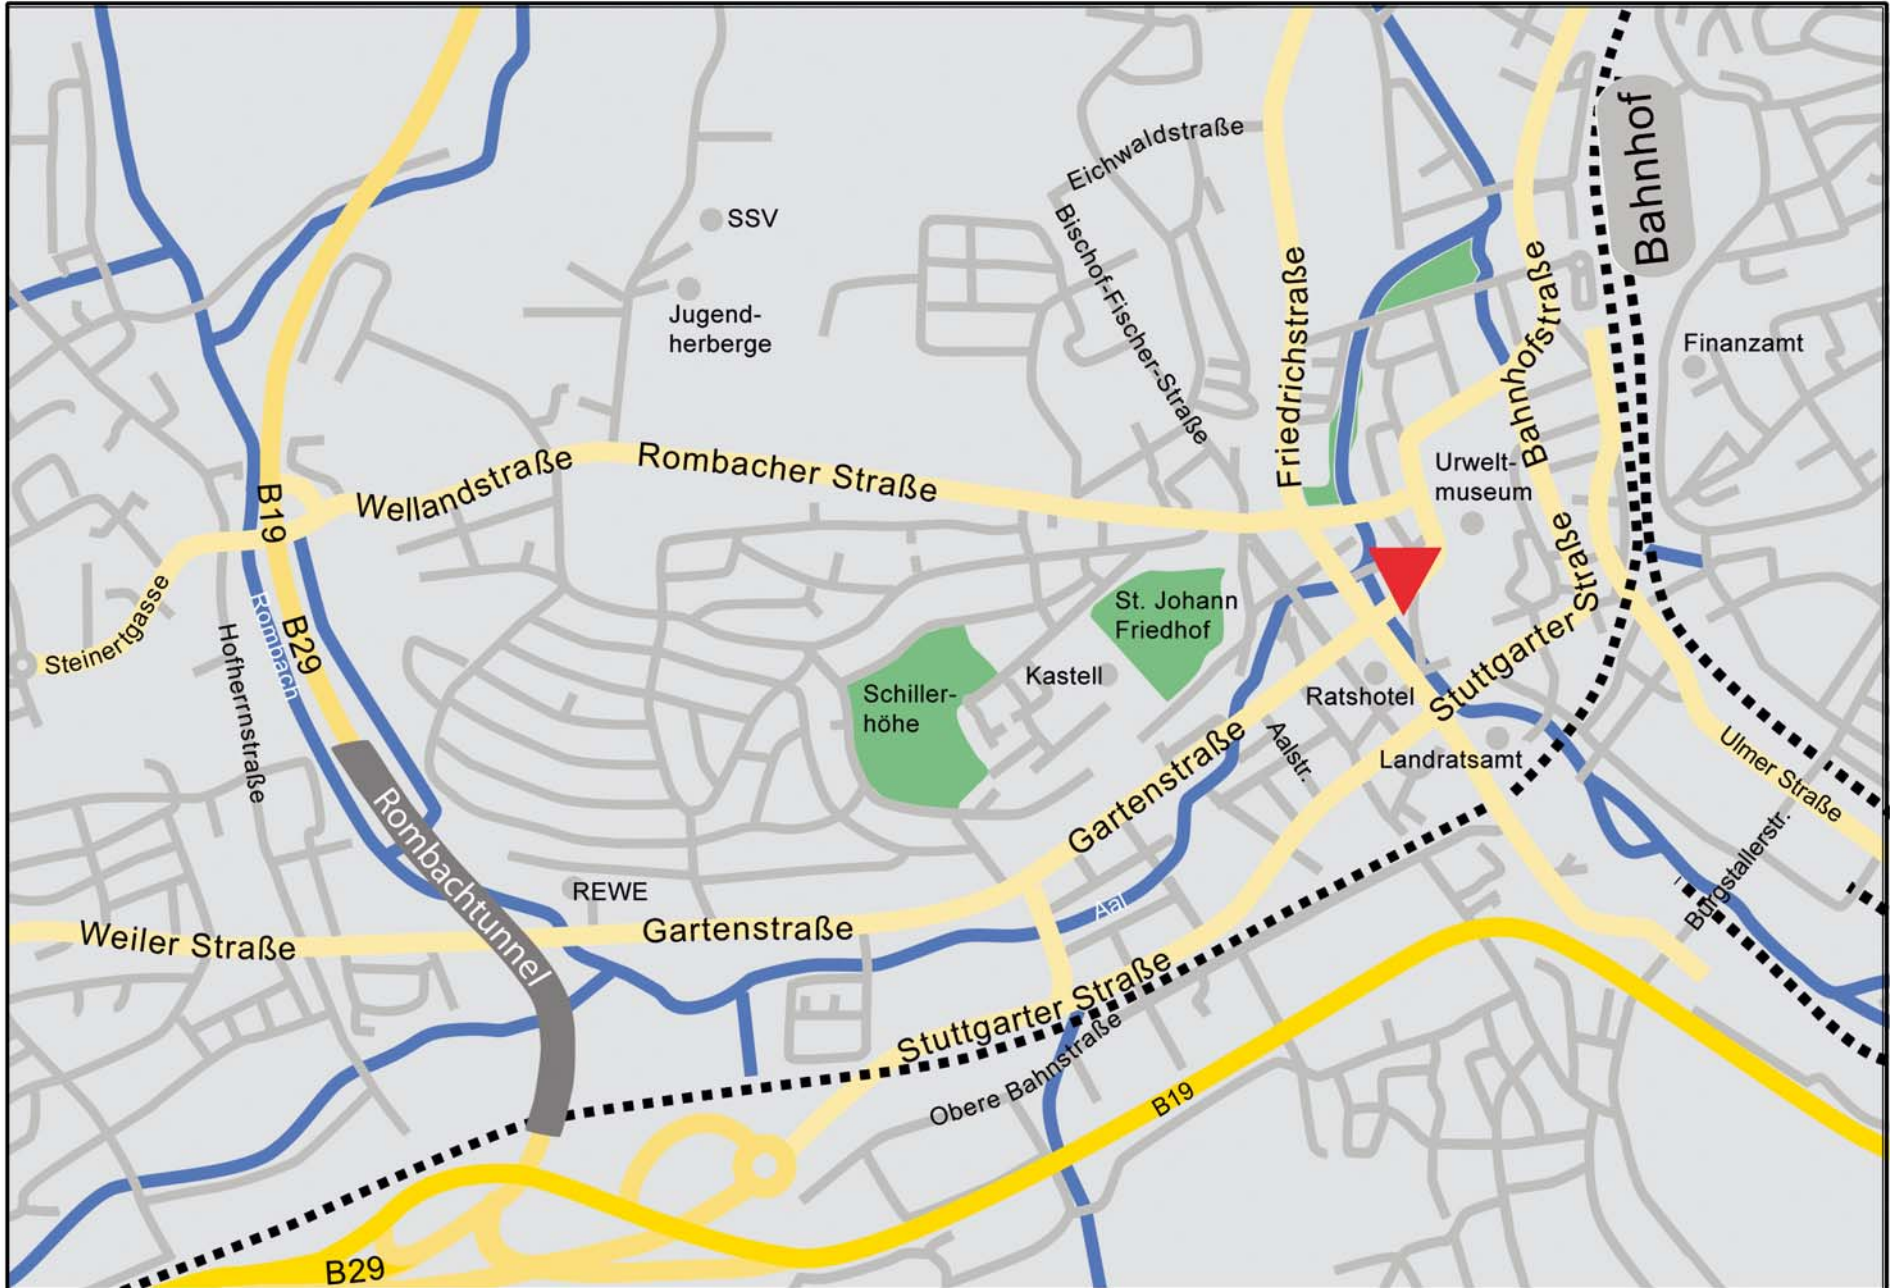 Bahnhof
Eichwaldstraße
SSV
Bischof-Fischer-Straße
Jugend-
herberge
Friedrichstraße
Bahnhofstraße
Finanzamt
Bahnhofstraße
Urwelt-
museum
Rombacher Straße
Wellandstraße
B19
Steinertgasse
Rombach
B29
Hofherrnstraße
St. Johann
Friedhof
Kastell
Schiller-
höhe
Ratshotel
Stuttgarter Straße
Aalstr.
Landratsamt
Ulmer Straße
Gartenstraße
Burgstallerstr.
Rombachtunnel
REWE
Aal
Weiler Straße
Gartenstraße
Stuttgarter Straße
Obere Bahnstraße
B19
B29